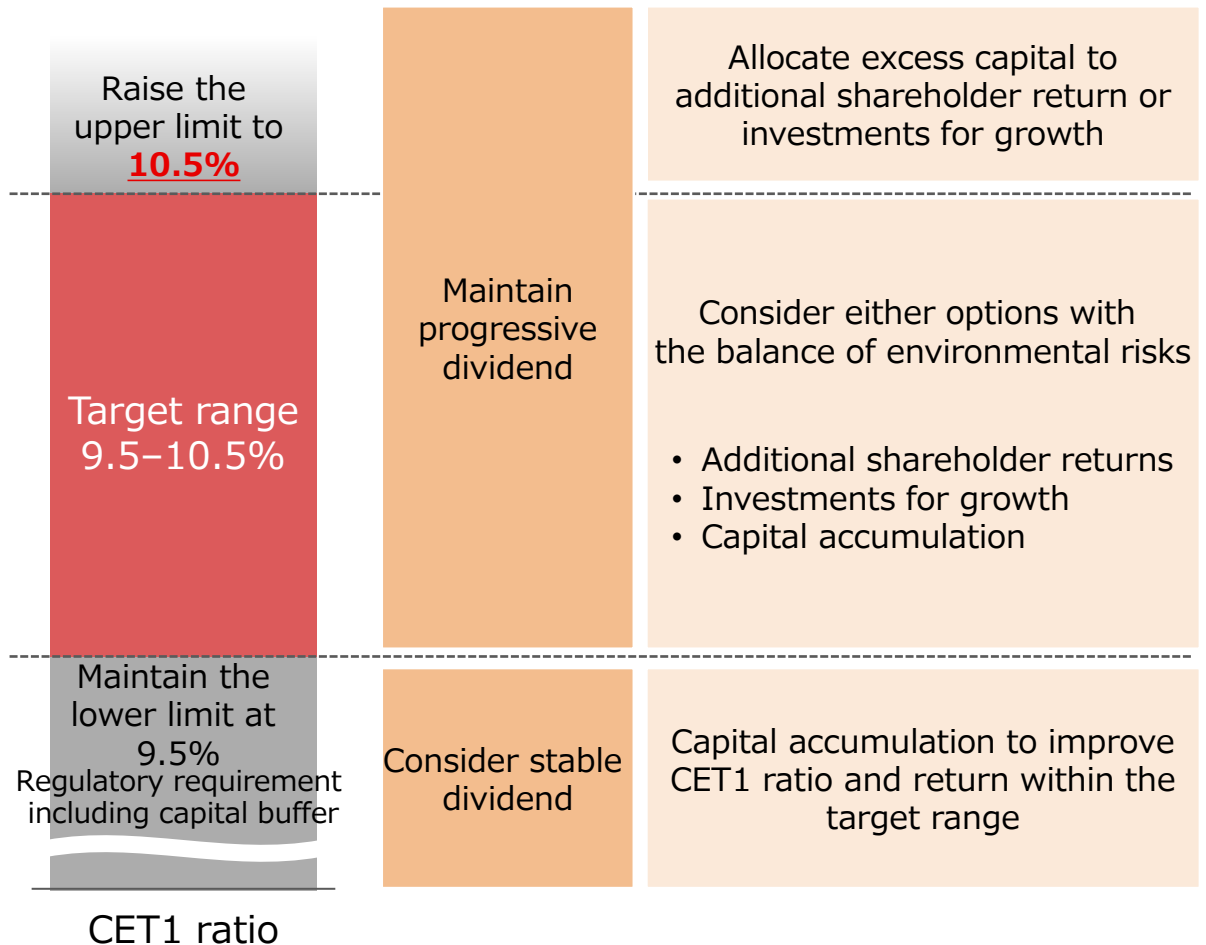 Raise the
upper limit to
10.5%
Target range
9.5–10.5%
Maintain the
lower limit at
9.5%
Regulatory requirement
including capital buffer
CET1 ratio
Maintain
progressive
dividend
Consider stable
dividend
Allocate excess capital to
additional shareholder return or
investments for growth
Consider either options with
the balance of environmental risks
• Additional shareholder returns
• Investments for growth
• Capital accumulation
Capital accumulation to improve
CET1 ratio and return within the
target range